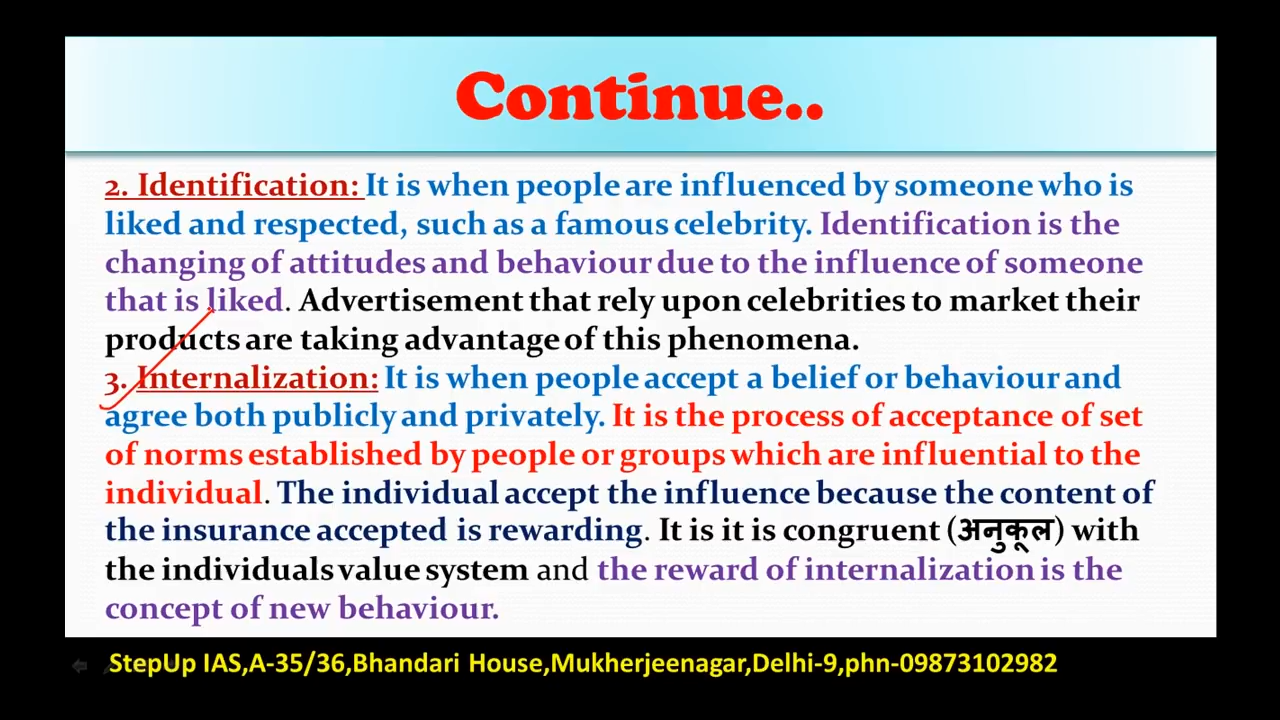 Continue..
2. Identification: It is when people are influenced by someone who is
liked and respected, such as a famous celebrity. Identification is the
changing of attitudes and behaviour due to the influence of someone
that is liked. Advertisement that rely upon celebrities to market their
products are taking advantage of this phenomena.
3. Internalization: It is when people accept a belief or behaviour and
agree both publicly and privately. It is the process of acceptance of set
of norms established by people or groups which are influential to the
individual. The individual accept the influence because the content of
the insurance accepted is rewarding. It is it is congruent (अनुकूल) with
the individuals value system and the reward of internalization is the
concept of new behaviour.
StepUp IAS,A-35/36,Bhandari House,Mukherjeenagar,Delhi-9,phn-09873102982